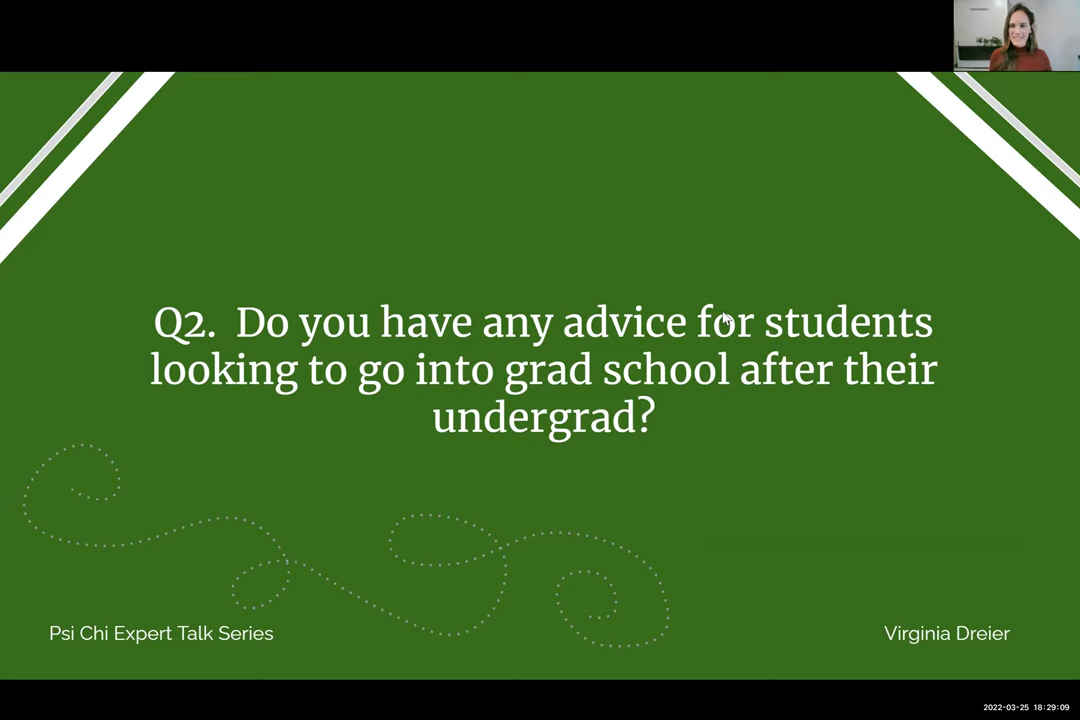 Q2. Do you have any advice for students
looking to go into grad school after their
undergrad?
Psi Chi Expert Talk Series
Virginia Dreier
2022-03-25 18:29:09